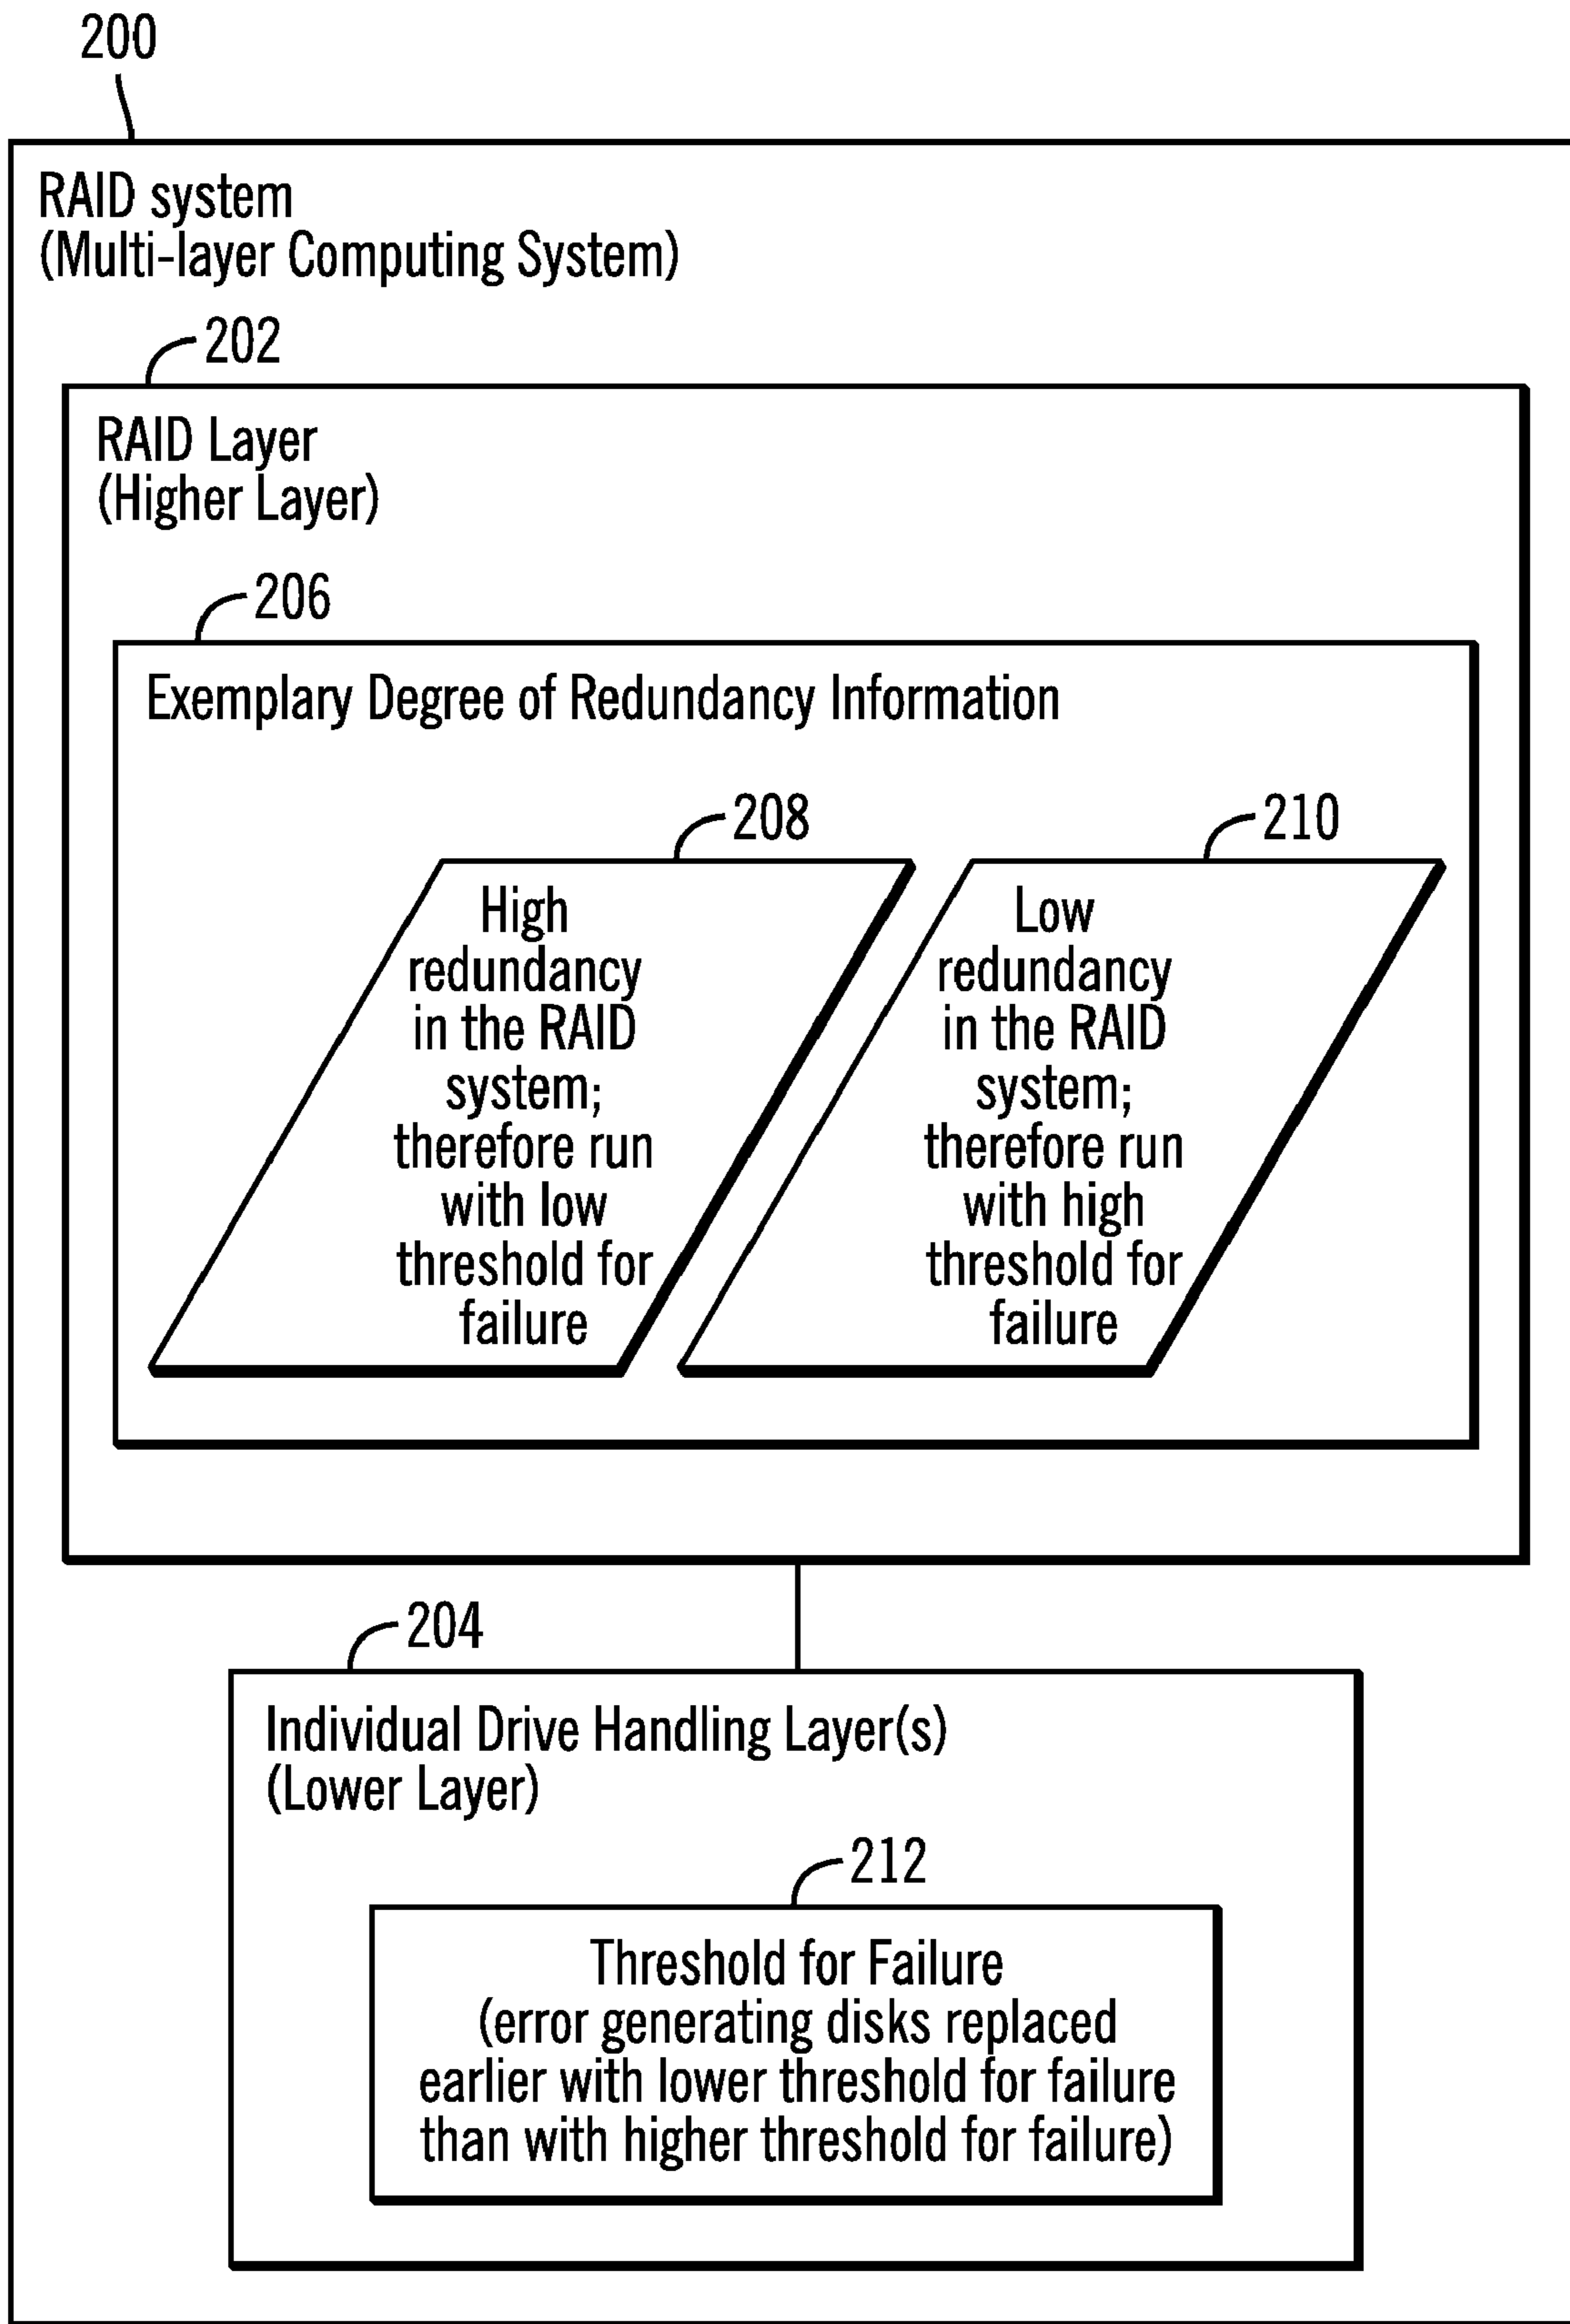 200
RAID system
(Multi-layer Computing System)
202
RAID Layer
(Higher Layer)
206
Exemplary Degree of Redundancy Information
208
High
redundancy
in the RAID
system;
therefore run
with low
threshold for
failure
210
Low
redundancy
in the RAID
system;
therefore run
with high
threshold for
failure
204
Individual Drive Handling Layer(s)
(Lower Layer)
212
Threshold for Failure
(error generating disks replaced
earlier with lower threshold for failure
than with higher threshold for failure)